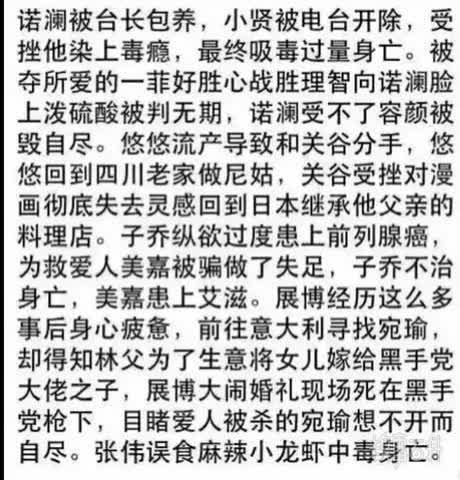 诺澜被台长包养，小贤被电台开除，受
挫他染上毒瘾，最终吸毒过量身亡。被
夺所爱的一菲好胜心战胜理智向诺澜脸
上泼硫酸被判无期，诺澜受不了容颜被
毁自尽。悠悠流产导致和关谷分手，悠
悠回到四川老家做尼姑，关谷受挫对漫
画彻底失去灵感回到日本继承他父亲的
料理店。子乔纵欲过度患上前列腺癌，
为救爱人美嘉被骗做了失足，子乔不治
身亡，美嘉患上艾滋。展博经历这么多
事后身心疲惫，前往意大利寻找宛瑜，
却得知林父为了生意将女儿嫁给黑手党
大佬之子，展博大闹婚礼现场死在黑手
党枪下，目睹爱人被杀的宛瑜想不开而
自尽。张伟误食麻辣小龙虾中毒身亡。